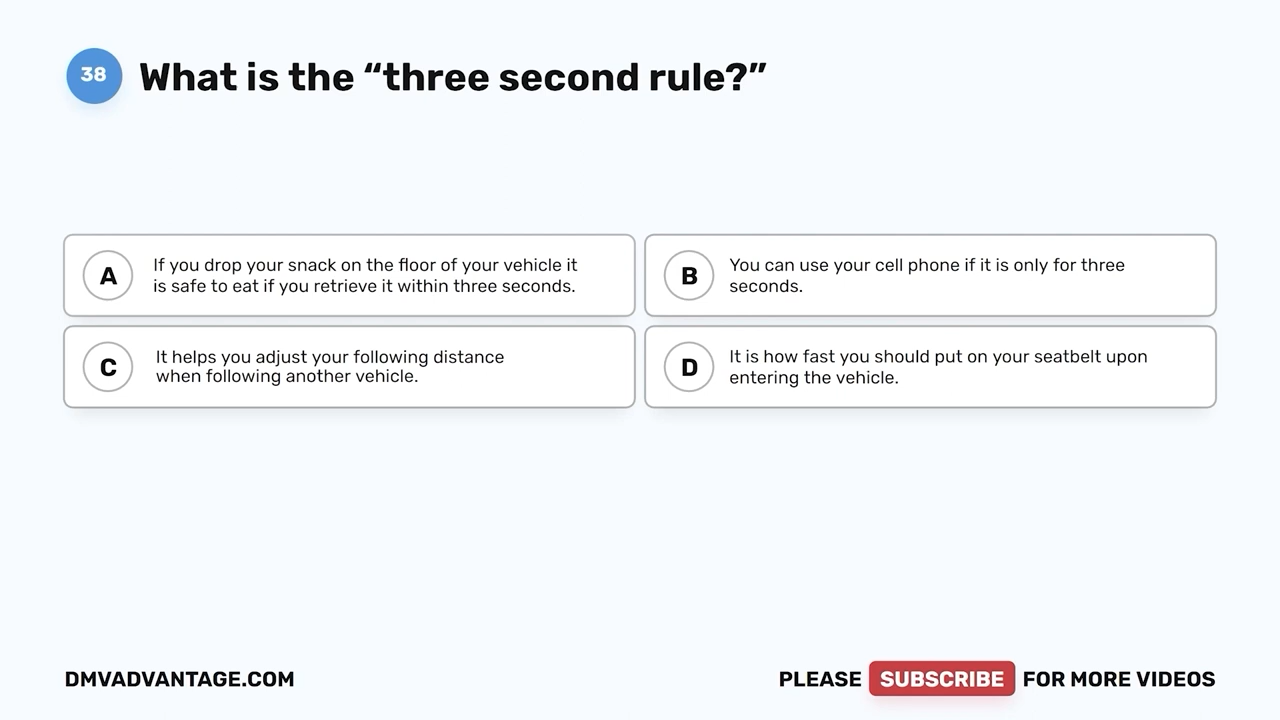 38
What is the “three second rule?”
A
If you drop your snack on the floor of your vehicle it
is safe to eat if you retrieve it within three seconds.
B
You can use your cell phone if it is only for three
seconds.
C
It helps you adjust your following distance
when following another vehicle.
D
It is how fast you should put on your seatbelt upon
entering the vehicle.
DMVADVANTAGE.COM
PLEASE SUBSCRIBE FOR MORE VIDEOS